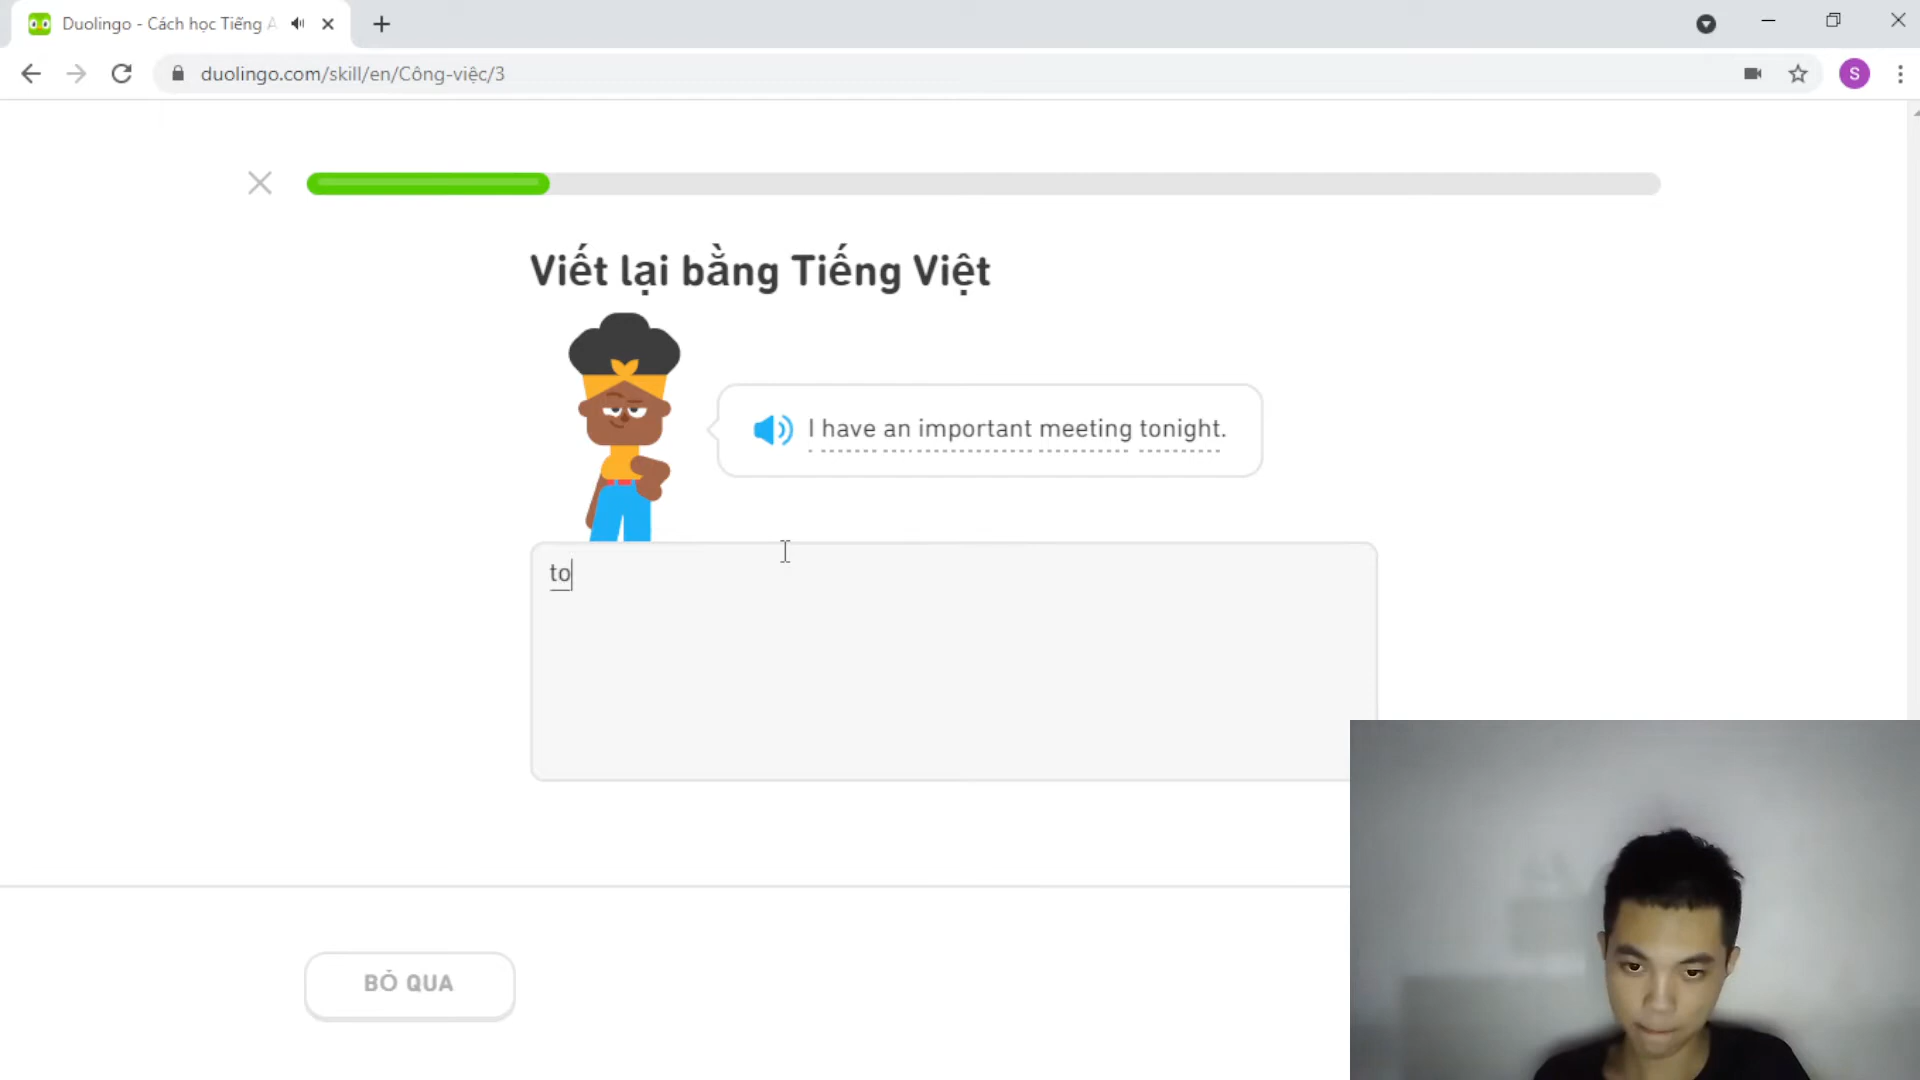 Duolingo - Cách học Tiếng A
duolingo.com/skill/en/Công-việc/3
S
Viết lại bằng Tiếng Việt
I have an important meeting tonight.
to
BỎ QUA